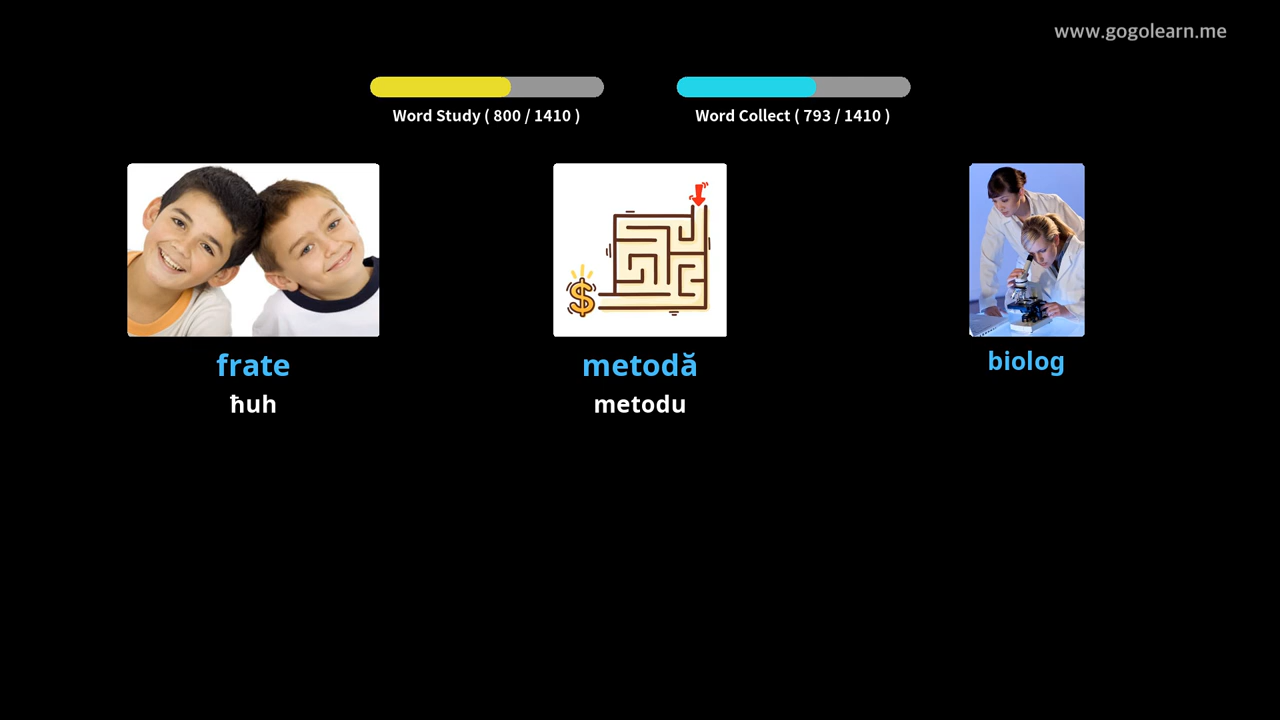 www.gogolearn.me
Word Study ( 800 / 1410 )
Word Collect ( 793 / 1410 )
frate
ħuh
metodă
metodu
biolog